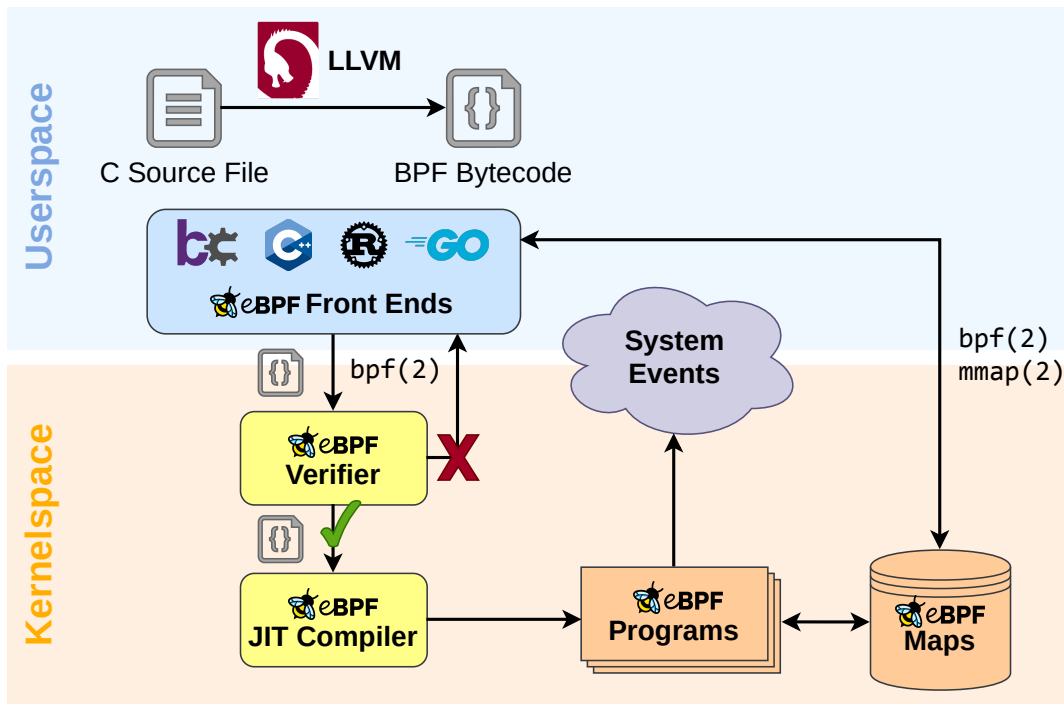 Userspace
LLVM
C Source File
BPF Bytecode
{}
bc
C++
R
GO
eBPF Front Ends
{}
bpf(2)
System
Events
bpf(2)
mmap(2)
Kernelspace
eBPF
Verifier
X
{}
eBPF
JIT Compiler
eBPF
Programs
eBPF
Maps